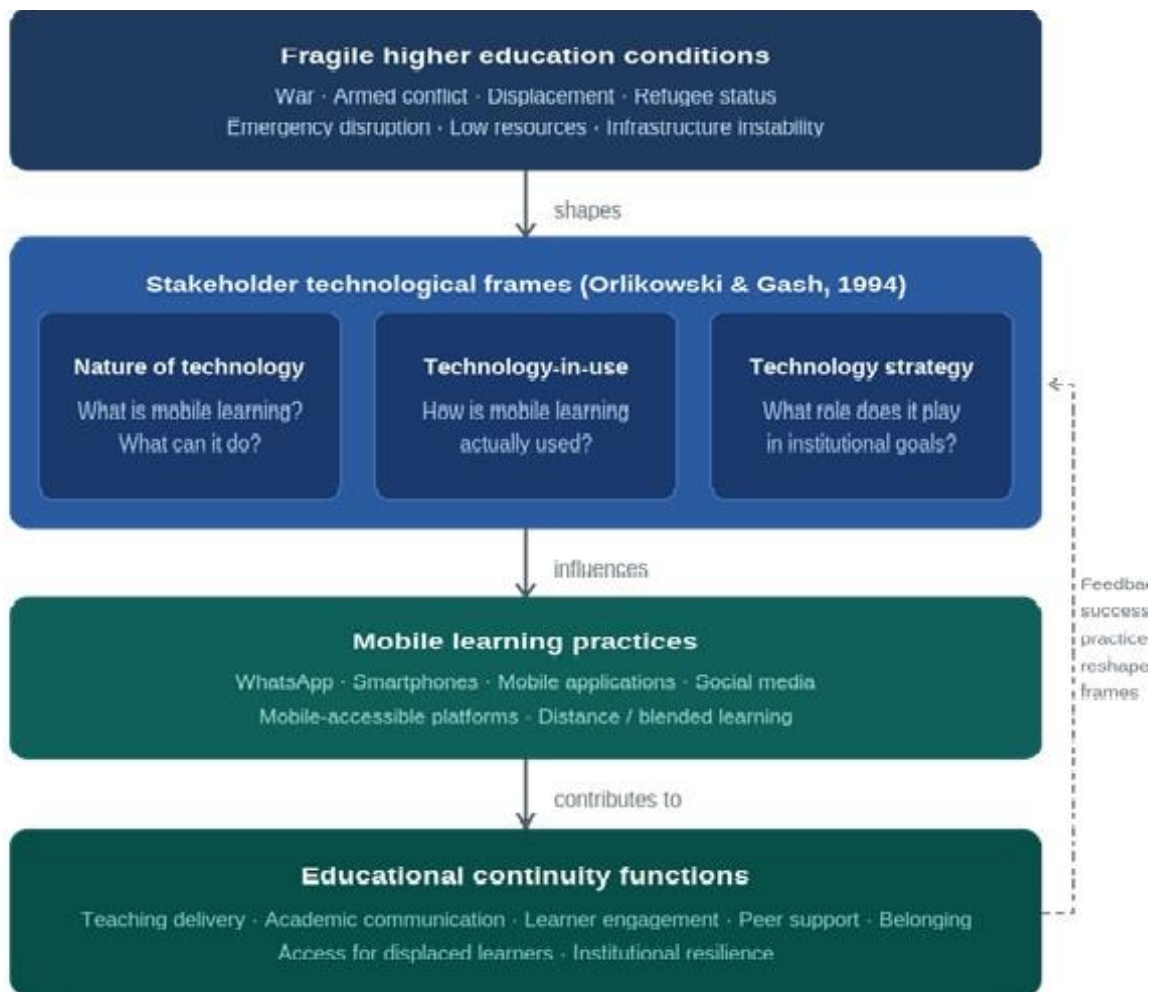 Fragile higher education conditions
War · Armed conflict · Displacement · Refugee status
Emergency disruption · Low resources · Infrastructure instability
shapes
Stakeholder technological frames (Orlikowski & Gash, 1994)
Nature of technology
What is mobile learning?
What can it do?
Technology-in-use
How is mobile learning
actually used?
Technology strategy
What role does it play
in institutional goals?
influences
Mobile learning practices
WhatsApp · Smartphones · Mobile applications · Social media
Mobile-accessible platforms · Distance / blended learning
contributes to
Educational continuity functions
Teaching delivery · Academic communication · Learner engagement · Peer support · Belonging
Access for displaced learners · Institutional resilience
success
practice
reshape
frames